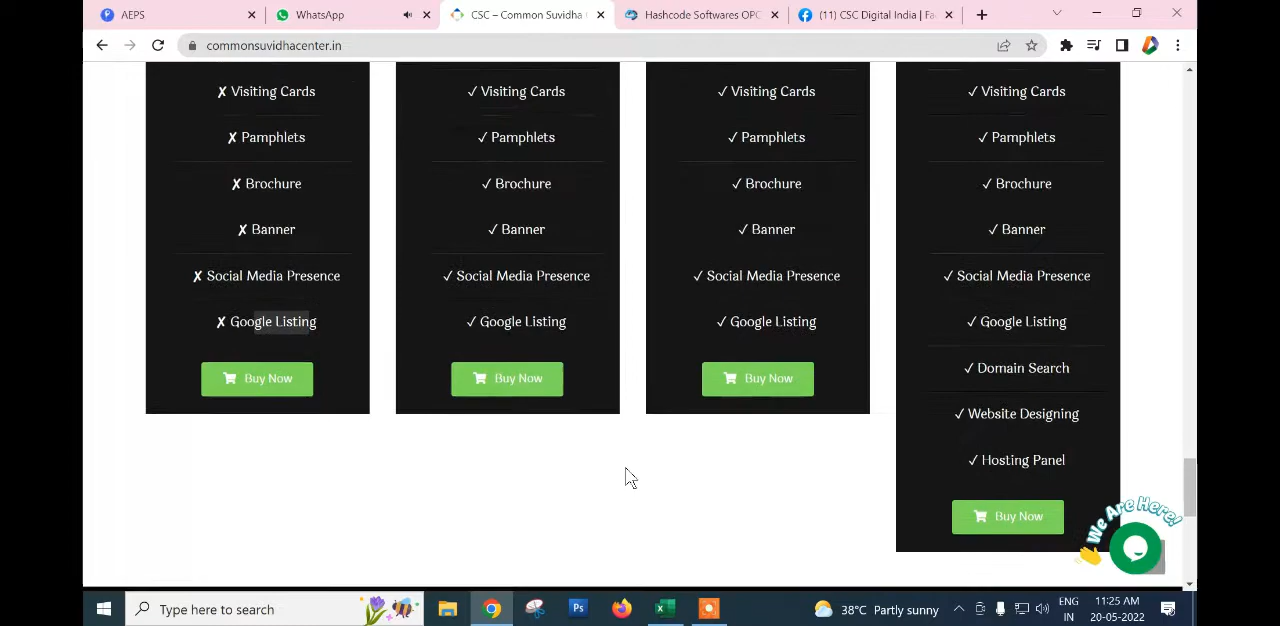 AEPS
WhatsApp
CSC – Common Suvidha
Hashcode Softwares OPC
(11) CSC Digital India | Fa
commonsuvidhacenter.in
✗ Visiting Cards
✗ Pamphlets
✗ Brochure
✗ Banner
✗ Social Media Presence
✗ Google Listing
Buy Now
✓ Visiting Cards
✓ Pamphlets
✓ Brochure
✓ Banner
✓ Social Media Presence
✓ Google Listing
Buy Now
✓ Visiting Cards
✓ Pamphlets
✓ Brochure
✓ Banner
✓ Social Media Presence
✓ Google Listing
Buy Now
✓ Visiting Cards
✓ Pamphlets
✓ Brochure
✓ Banner
✓ Social Media Presence
✓ Google Listing
✓ Domain Search
✓ Website Designing
✓ Hosting Panel
Buy Now
We Are Here!
Type here to search
Ps
38°C Partly sunny
ENG
IN
11:25 AM
20-05-2022